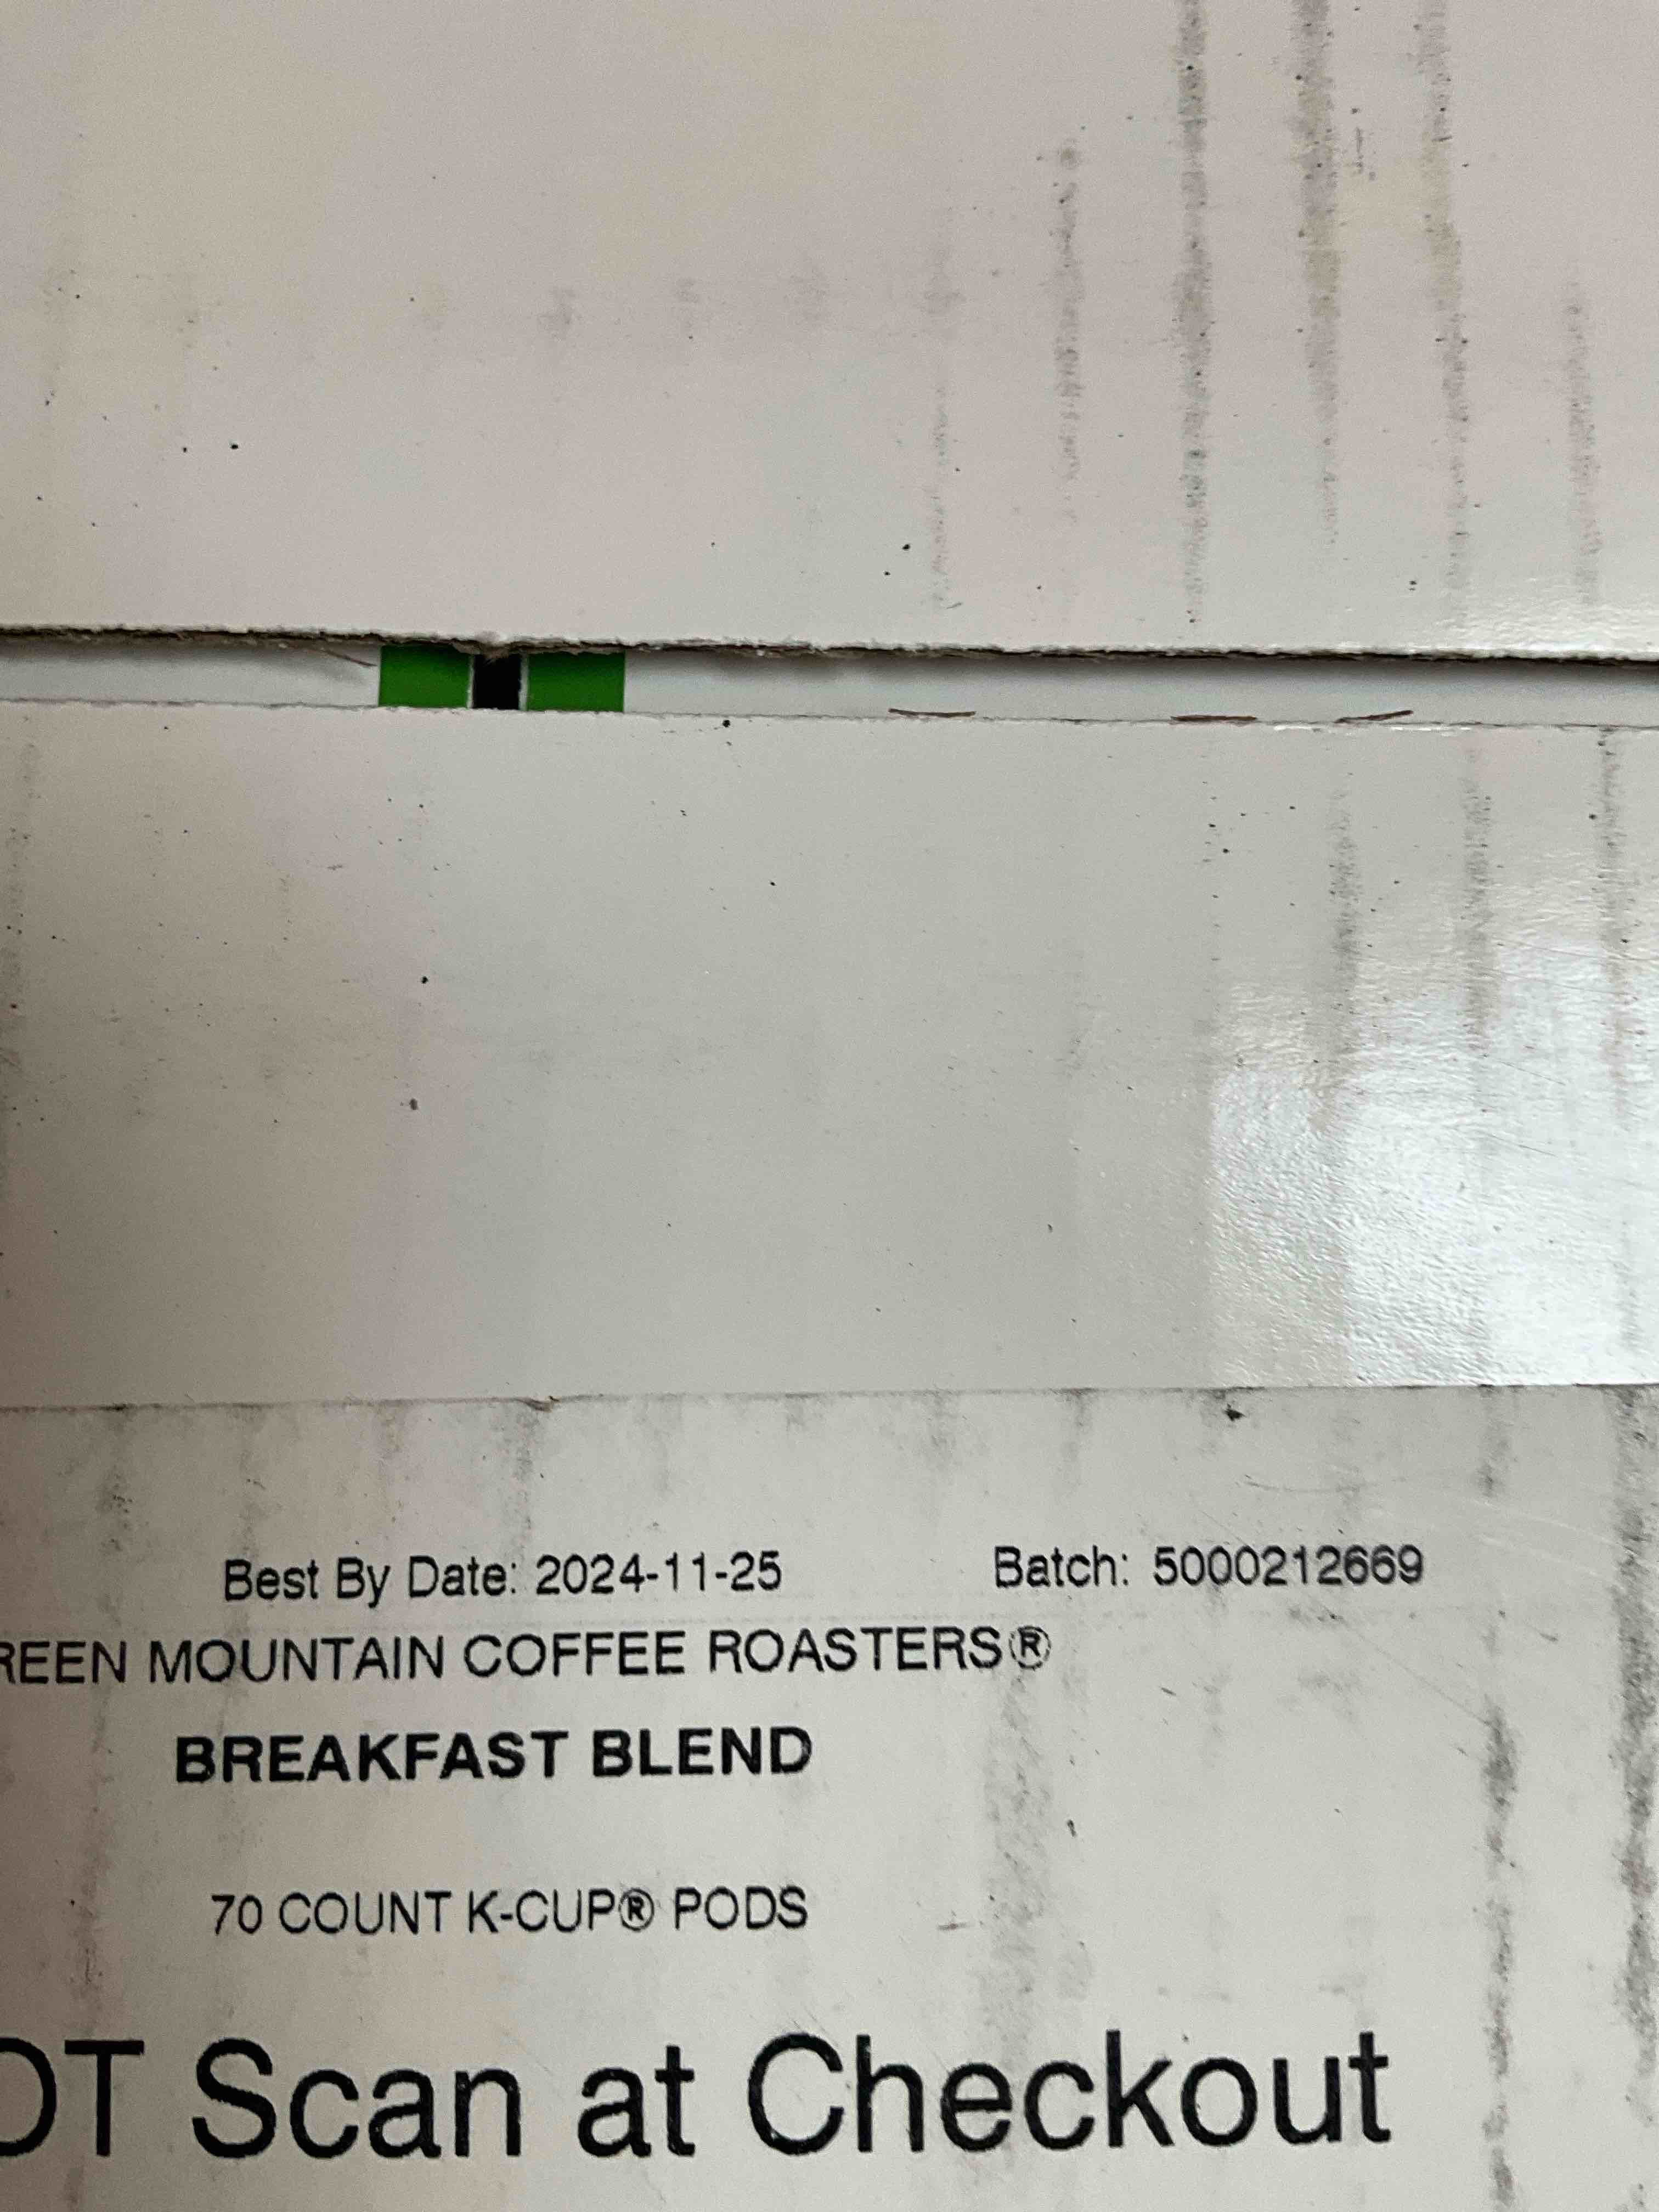 Best By Date: 2024-11-25 Batch: 5000212669
REEN MOUNTAIN COFFEE ROASTERS®
BREAKFAST BLEND
70 COUNT K-CUP® PODS
OT Scan at Checkout